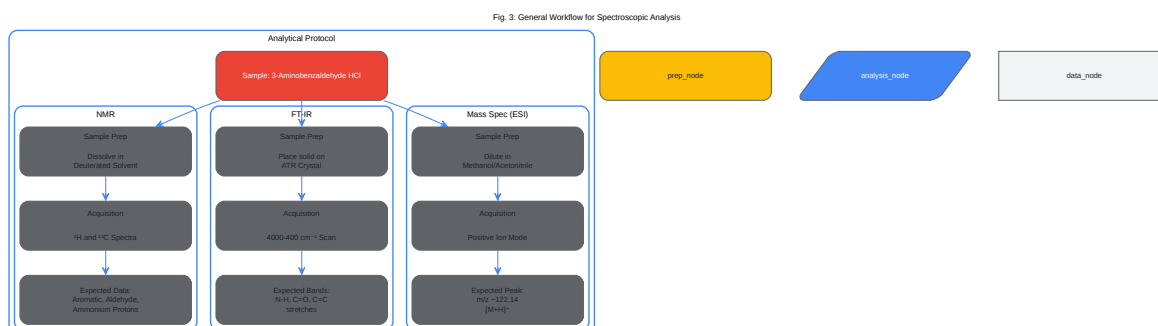 Fig. 3: General Workflow for Spectroscopic Analysis
Analytical Protocol
Sample: 3-Aminobenzaldehyde HCl
prep_node
analysis_node
data_node
NMR
FT-IR
Mass Spec (ESI)
Sample Prep
Dissolve in
Deuterated Solvent
Sample Prep
Place solid on
ATR Crystal
Sample Prep
Dilute in
Methanol/Acetonitrile
Acquisition
¹H and ¹³C Spectra
Acquisition
4000-400 cm⁻¹ Scan
Acquisition
Positive Ion Mode
Expected Data:
Aromatic, Aldehyde,
Ammonium Protons
Expected Bands:
N-H, C=O, C=C
stretches
Expected Peak:
m/z ~122.14
[M+H]⁺